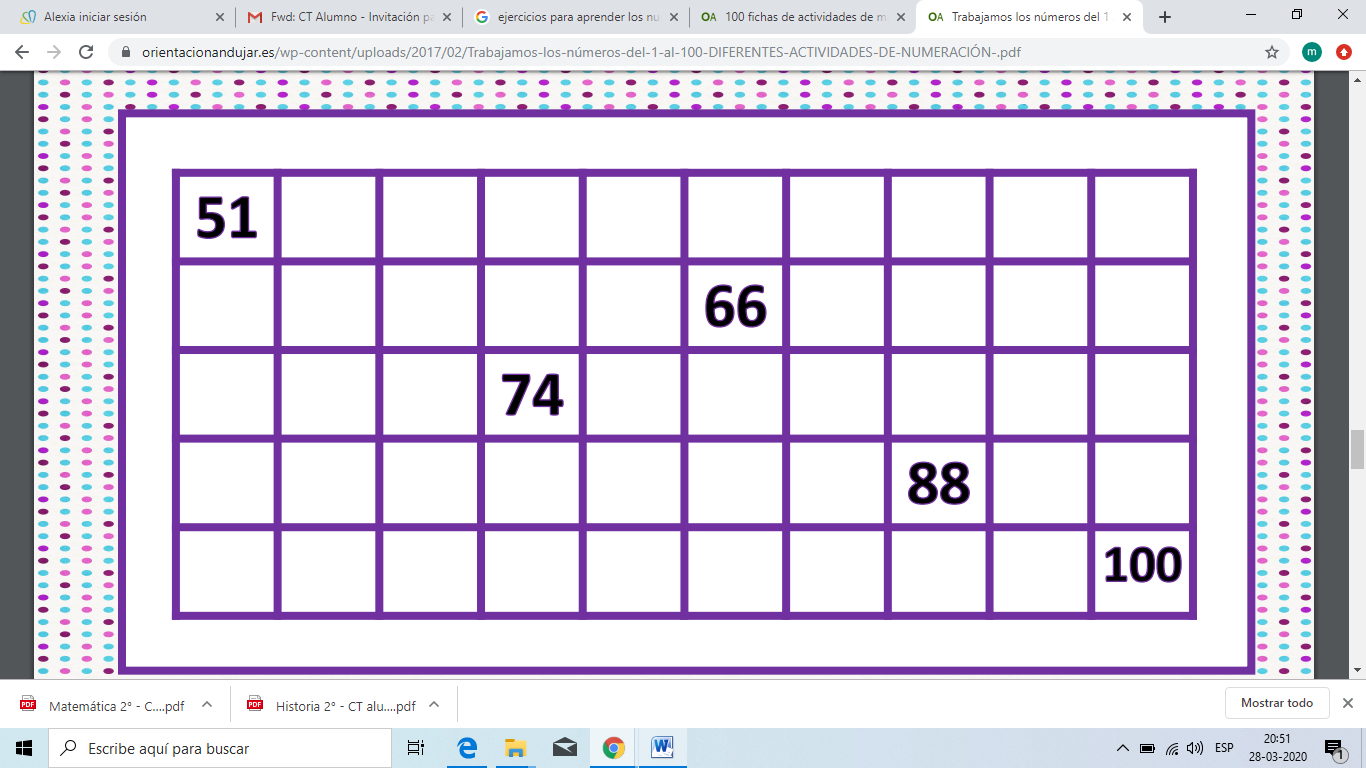 Alexia iniciar sesión
Fwd: CT Alumno - Invitación pa
ejercicios para aprender los nu
100 fichas de actividades de m
Trabajamos los números del 1
orientacionandujar.es/wp-content/uploads/2017/02/Trabajamos-los-números-del-1-al-100-DIFERENTES-ACTIVIDADES-DE-NUMERACIÓN-.pdf
m
51
66
74
88
100
Matemática 2° - C....pdf
Historia 2° - CT alu....pdf
Mostrar todo
Escribe aquí para buscar
ESP
20:51
28-03-2020
1